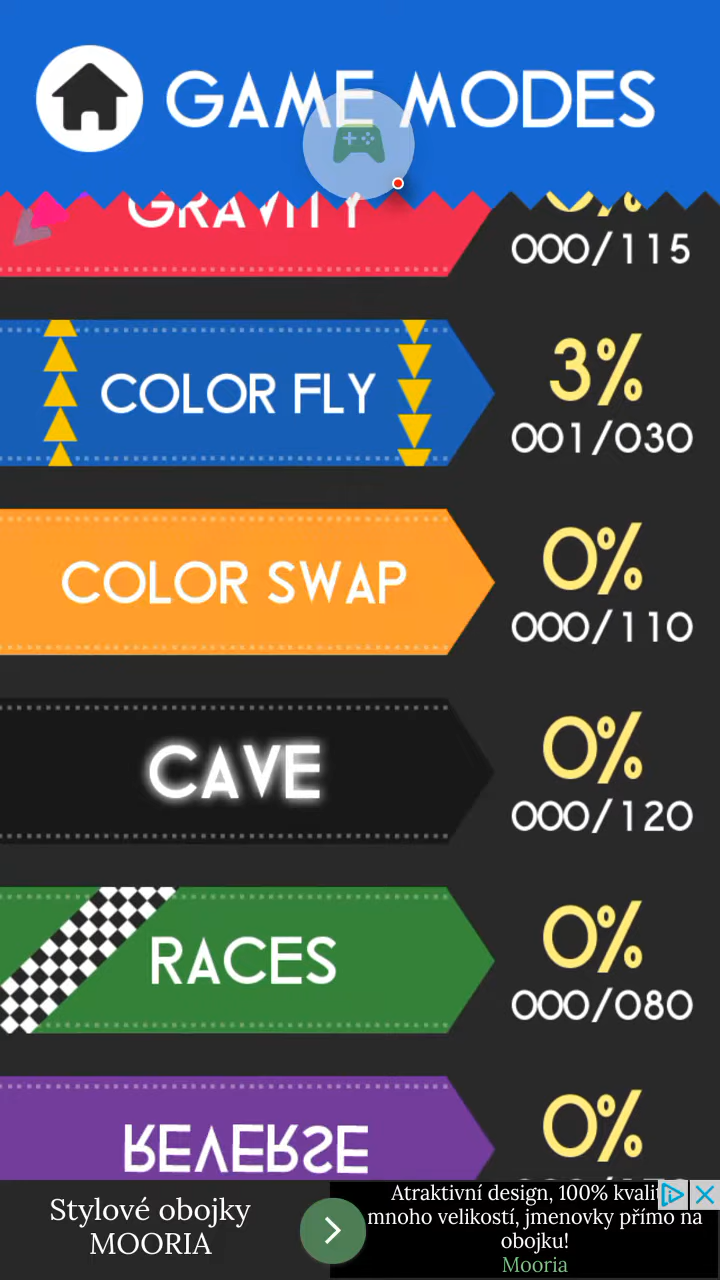 GAME MODES
GRAVITY
000/115
COLOR FLY
3%
001/030
COLOR SWAP
0%
000/110
CAVE
0%
000/120
RACES
0%
000/080
REVERSE
0%
Stylové obojky
MOORIA
Atraktivní design, 100%
mnoho velikostí, jmenovky přímo na
obojku!
Mooria